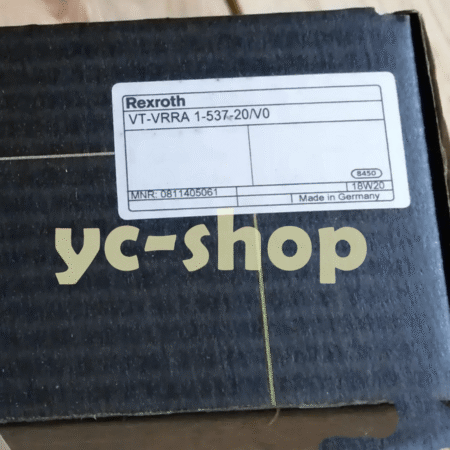 Rexroth
VT-VRRA 1-537-20/V0
8450
18W20
MNR: 0811405061
Made in Germany
yc-shop